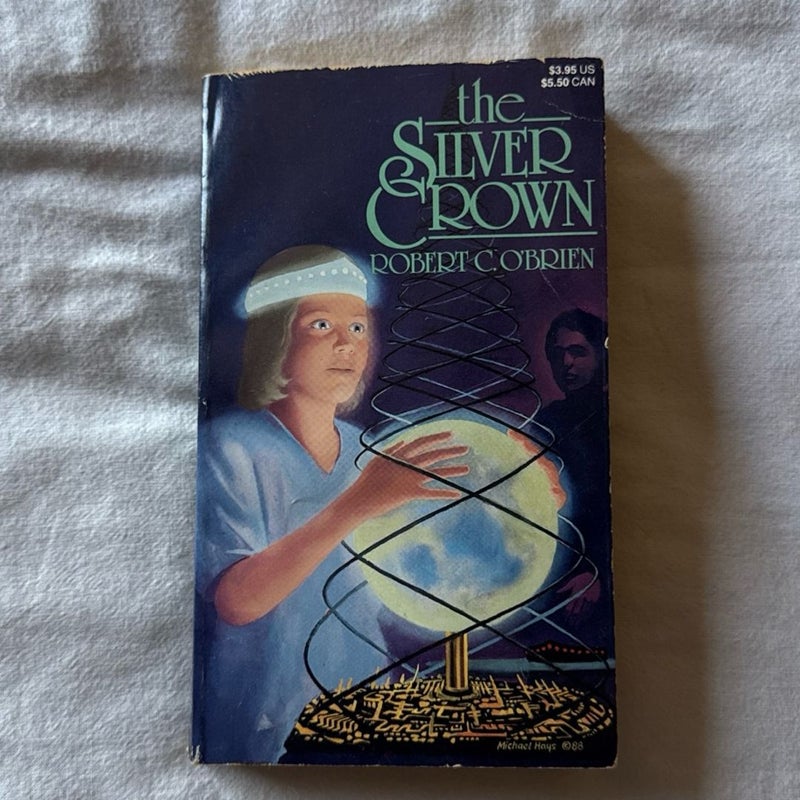 $3.95 US
$5.50 CAN
the
SILVER
CROWN
ROBERT C. O'BRIEN
Michael Hays ©88